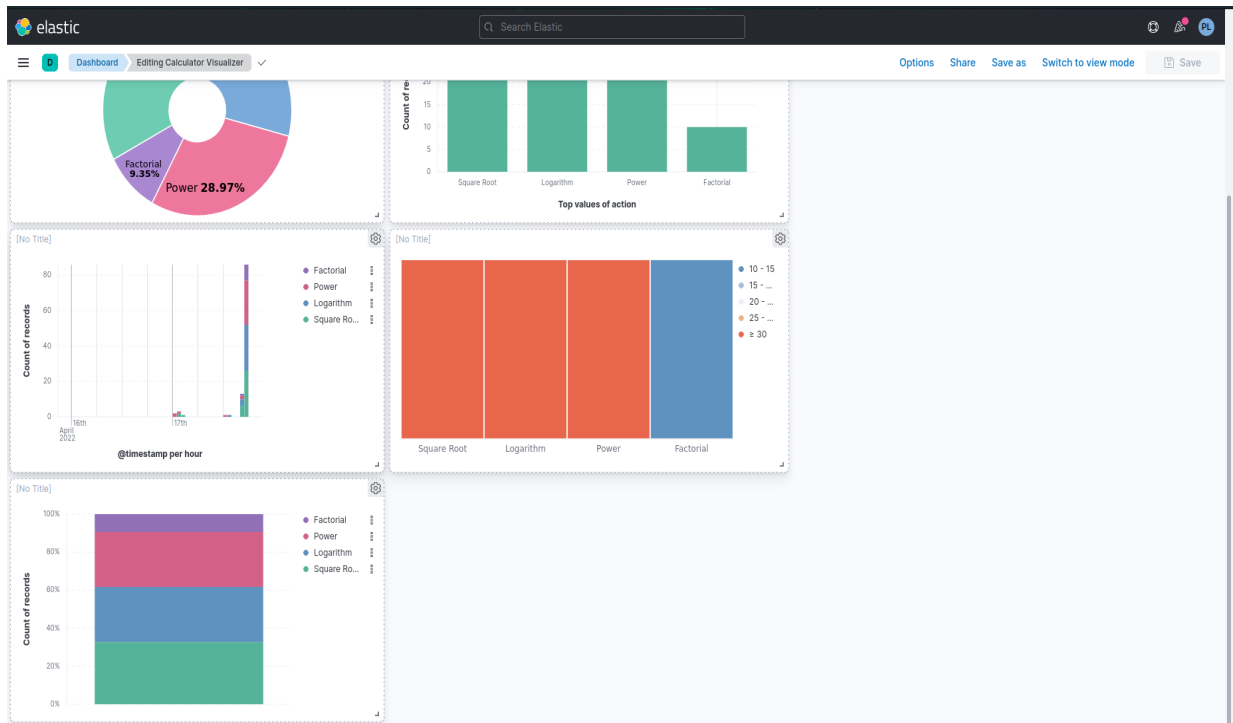 elastic
Search Elastic
PL
D
Dashboard
Editing Calculator Visualizer
Options
Share
Save as
Switch to view mode
Save
Factorial
9.35%
Power 28.97%
Count of rec
20
15
10
5
0
Square Root
Logarithm
Power
Factorial
Top values of action
[No Title]
Count of records
80
60
40
20
0
16th
17th
April
2022
@timestamp per hour
Factorial
Power
Logarithm
Square Ro...
[No Title]
Square Root
Logarithm
Power
Factorial
10 - 15
15 - ...
20 - ...
25 - ...
≥ 30
[No Title]
Count of records
100%
80%
60%
40%
20%
0%
Factorial
Power
Logarithm
Square Ro...